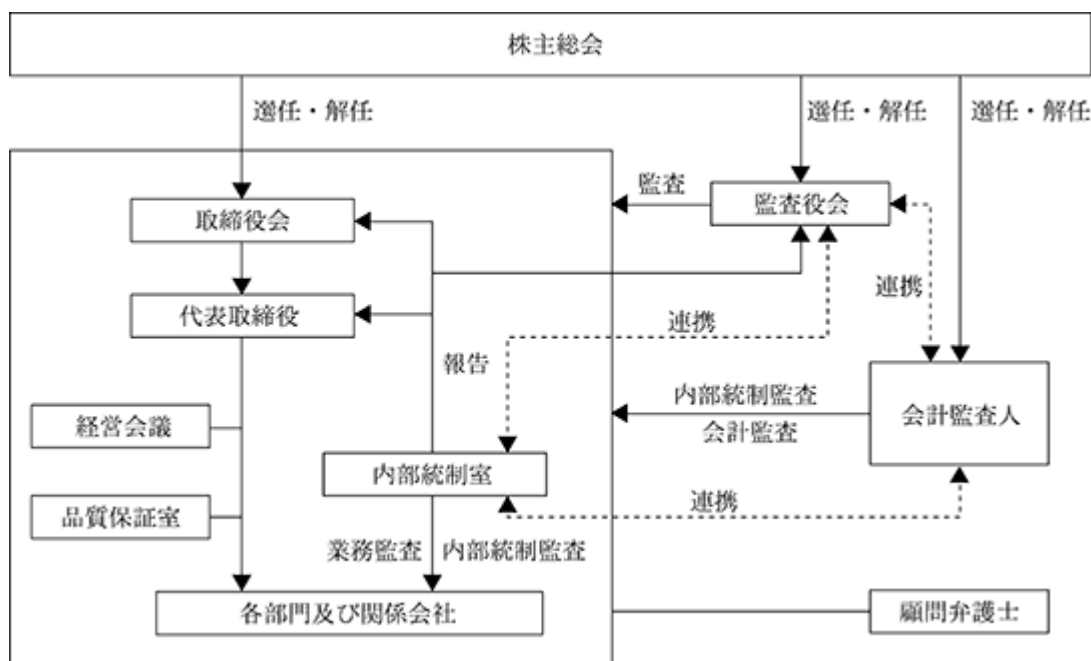 株主総会
選任・解任
選任・解任
選任・解任
監査
監査役会
取締役会
連携
代表取締役
連携
報告
内部統制監査
会計監査
会計監査人
経営会議
内部統制室
連携
品質保証室
業務監査
内部統制監査
各部門及び関係会社
顧問弁護士